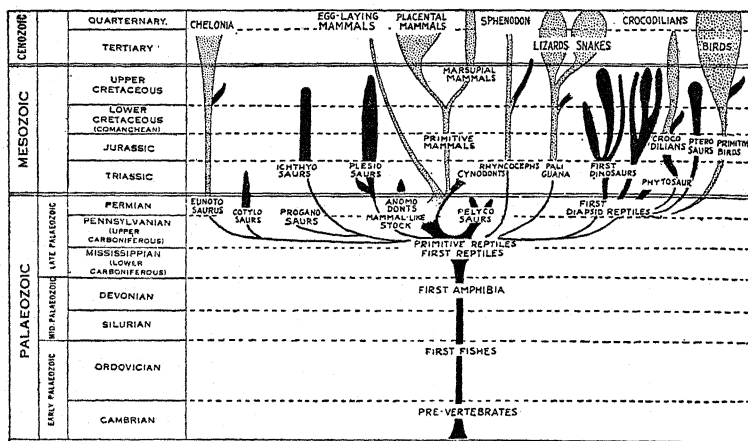 CENOZOIC
QUATERNARY.
TERTIARY.
MESOZOIC
UPPER
CRETACEOUS
LOWER
CRETACEOUS
(COMANCHEAN)
JURASSIC
TRIASSIC
PALAEOZOIC
LATE PALAEOZOIC
PERMIAN
PENNSYLVANIAN
(UPPER
CARBONIFEROUS)
MISSISSIPPIAN
(LOWER
CARBONIFEROUS)
MID. PALAEOZOIC
DEVONIAN
SILURIAN
EARLY PALAEOZOIC
ORDOVICIAN
CAMBRIAN
CHELONIA
EGG-LAYING
MAMMALS
PLACENTAL
MAMMALS
SPHENODON
CROCODILIANS
LIZARDS
SNAKES
BIRDS
MARSUPIAL
MAMMALS
PRIMITIVE
MAMMALS
CROCO
DILIANS
PTERO
SAURS
PRIMITIV
BIRDS
ICHTHYO
SAURS
PLESIO
SAURS
RHYNCOCEPHS
CYNODONTS
PALI
GUANA
FIRST
DINOSAURS
PHYTOSAUR
EUNOTO
SAURUS
COTYLO
SAURS
PROGANO
SAURS
ANOMO
DONTS
MAMMAL-LIKE
STOCK
PELYCO
SAURS
FIRST
DIAPSID REPTILES
PRIMITIVE REPTILES
FIRST REPTILES
FIRST AMPHIBIA
FIRST FISHES
PRE-VERTEBRATES